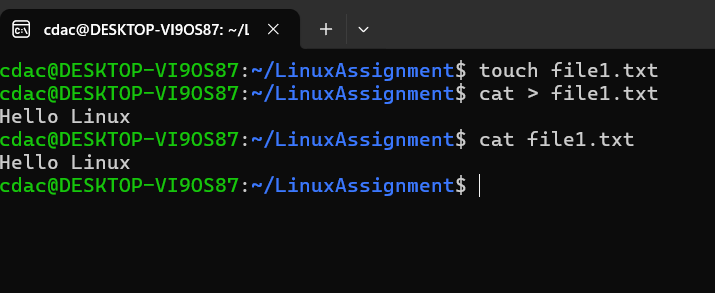 cdac@DESKTOP-VI9OS87: ~/L
cdac@DESKTOP-VI9OS87:~/LinuxAssignment$ touch file1.txt
cdac@DESKTOP-VI9OS87:~/LinuxAssignment$ cat > file1.txt
Hello Linux
cdac@DESKTOP-VI9OS87:~/LinuxAssignment$ cat file1.txt
Hello Linux
cdac@DESKTOP-VI9OS87:~/LinuxAssignment$